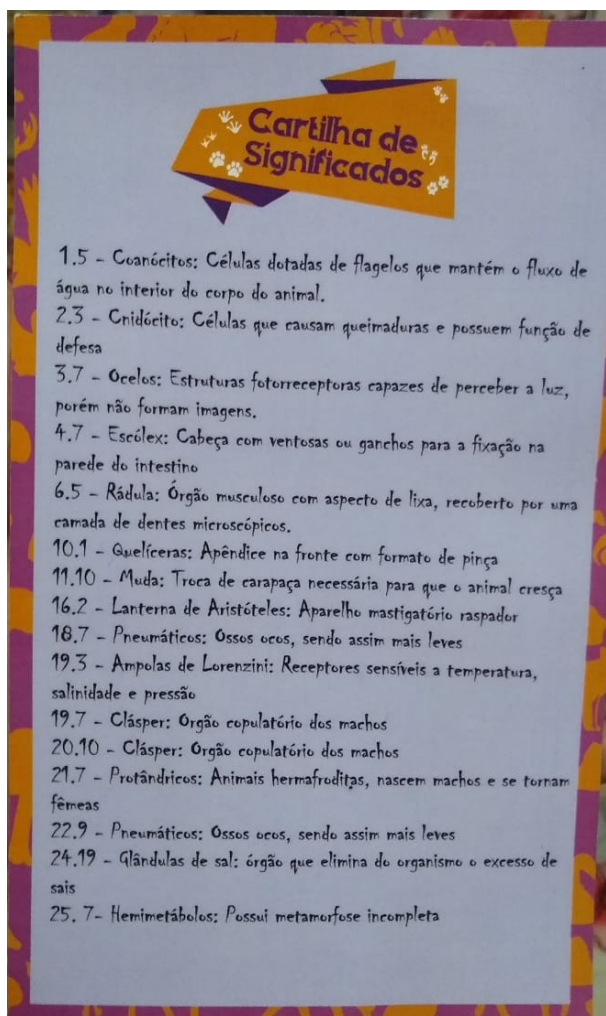 Cartilha de
Significados
1.5 - Coanócitos: Células dotadas de flagelos que mantém o fluxo de
água no interior do corpo do animal.
2.3 - Cnidócito: Células que causam queimaduras e possuem função de
defesa
3.7 - Ocelos: Estruturas fotorreceptoras capazes de perceber a luz,
porém não formam imagens.
4.7 - Escólex: Cabeça com ventosas ou ganchos para a fixação na
parede do intestino
6.5 - Rádula: Órgão musculoso com aspecto de lixa, recoberto por uma
camada de dentes microscópicos.
10.1 - Quelíceras: Apêndice na fronte com formato de pinça
11.10 - Muda: Troca de carapaça necessária para que o animal cresça
16.2 - Lanterna de Aristóteles: Aparelho mastigatório raspador
18.7 - Pneumáticos: Ossos ocos, sendo assim mais leves
19.3 - Ampolas de Lorenzini: Receptores sensíveis a temperatura,
salinidade e pressão
19.7 - Clásper: Orgão copulatório dos machos
20.10 - Clásper: Orgão copulatório dos machos
21.7 - Protândricos: Animais hermafroditas, nascem machos e se tornam
fêmeas
22.9 - Pneumáticos: Ossos ocos, sendo assim mais leves
24.19 - Glândulas de sal: órgão que elimina do organismo o excesso de
sais
25. 7- Hemimetábolos: Possui metamorfose incompleta